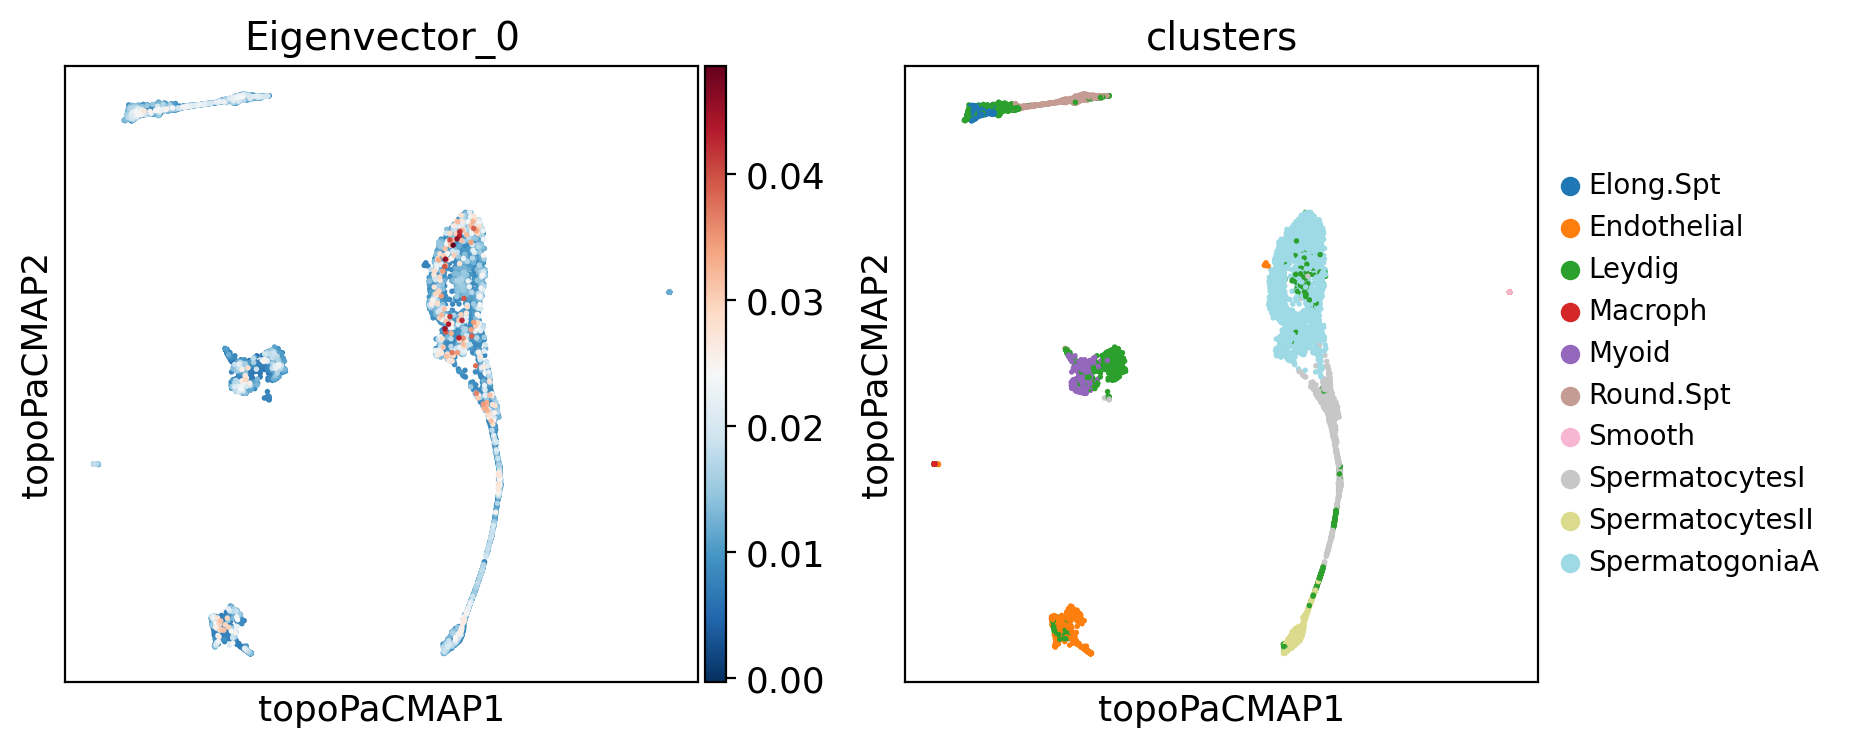 Eigenvector_0
clusters
topoPaCMAP2
topoPaCMAP1
0.04
0.03
0.02
0.01
0.00
topoPaCMAP2
topoPaCMAP1
Elong.Spt
Endothelial
Leydig
Macroph
Myoid
Round.Spt
Smooth
SpermatocytesI
SpermatocytesII
SpermatogoniaA